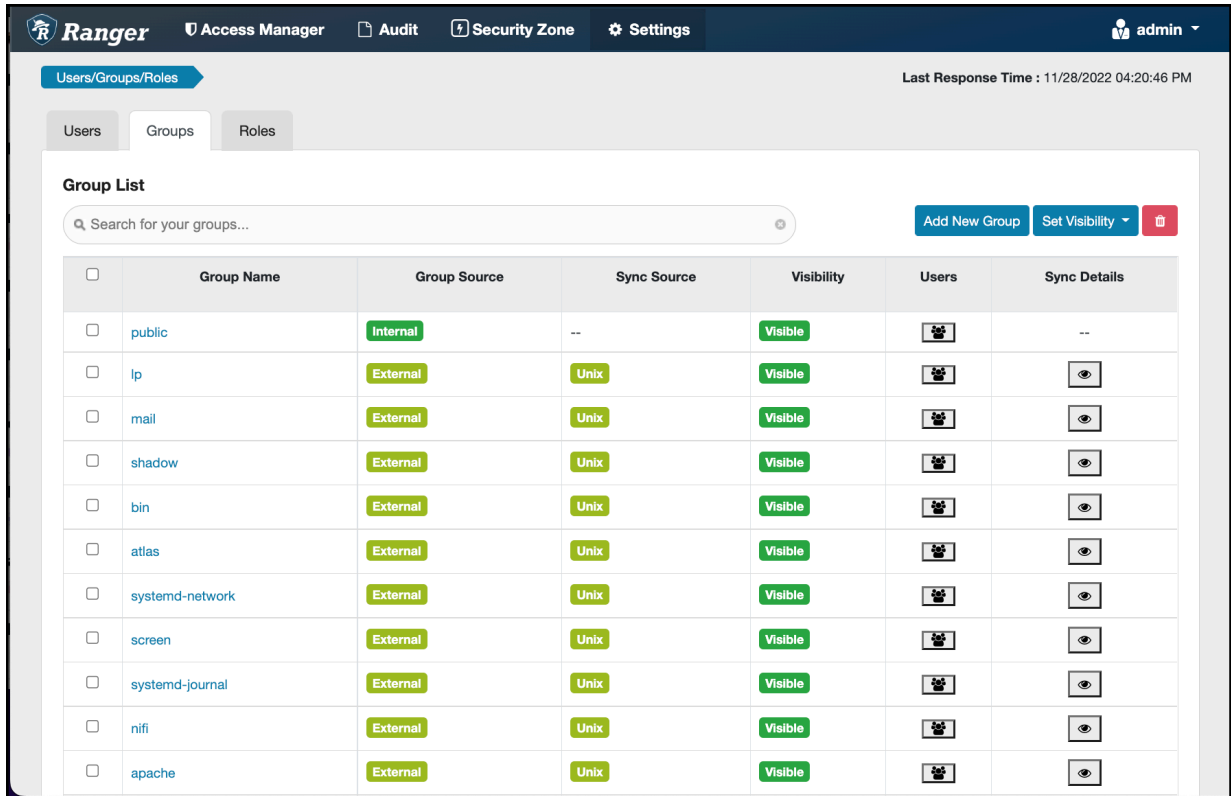 Ranger Access Manager Audit Security Zone Settings admin
Users/Groups/Roles Last Response Time : 11/28/2022 04:20:46 PM
Users Groups Roles
Group List
Search for your groups... Add New Group Set Visibility
Group Name Group Source Sync Source Visibility Users Sync Details
public Internal -- Visible --
lp External Unix Visible
mail External Unix Visible
shadow External Unix Visible
bin External Unix Visible
atlas External Unix Visible
systemd-network External Unix Visible
screen External Unix Visible
systemd-journal External Unix Visible
nifi External Unix Visible
apache External Unix Visible